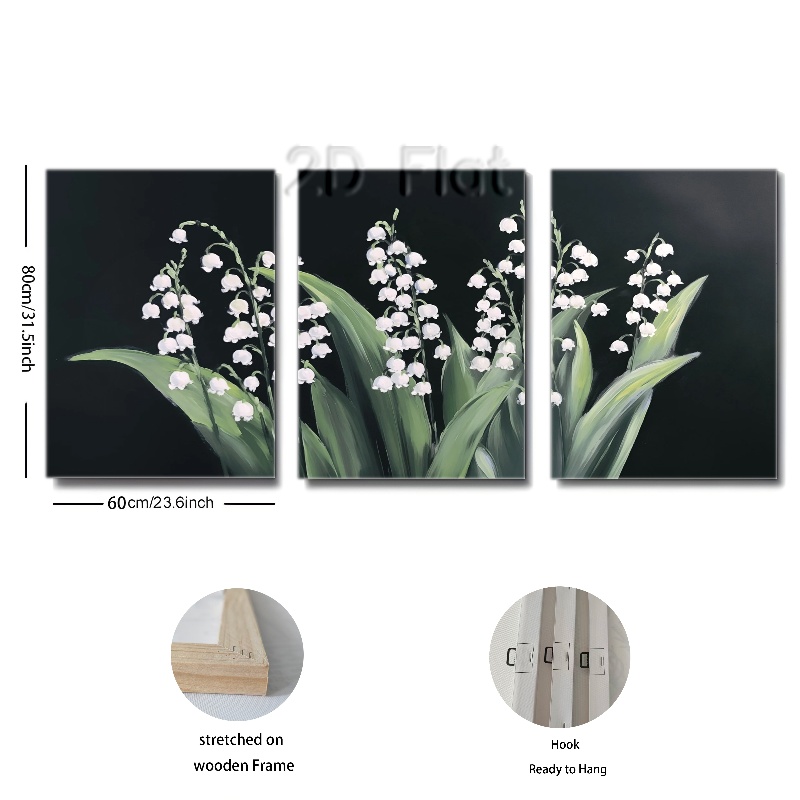 2D Flat
80cm/31.5inch
60cm/23.6inch
stretched on
wooden Frame
Hook
Ready to Hang